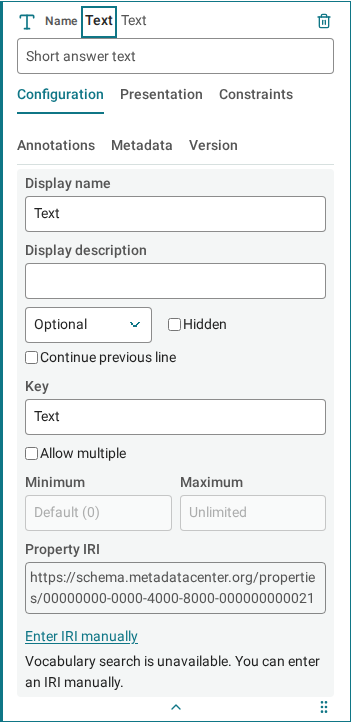 Name Text Text
Short answer text
Configuration Presentation Constraints
Annotations Metadata Version
Display name
Text
Display description
Optional Hidden
Continue previous line
Key
Text
Allow multiple
Minimum Maximum
Default (0) Unlimited
Property IRI
https://schema.metadatacenter.org/propertie
s/00000000-0000-4000-8000-000000000021
Enter IRI manually
Vocabulary search is unavailable. You can enter
an IRI manually.